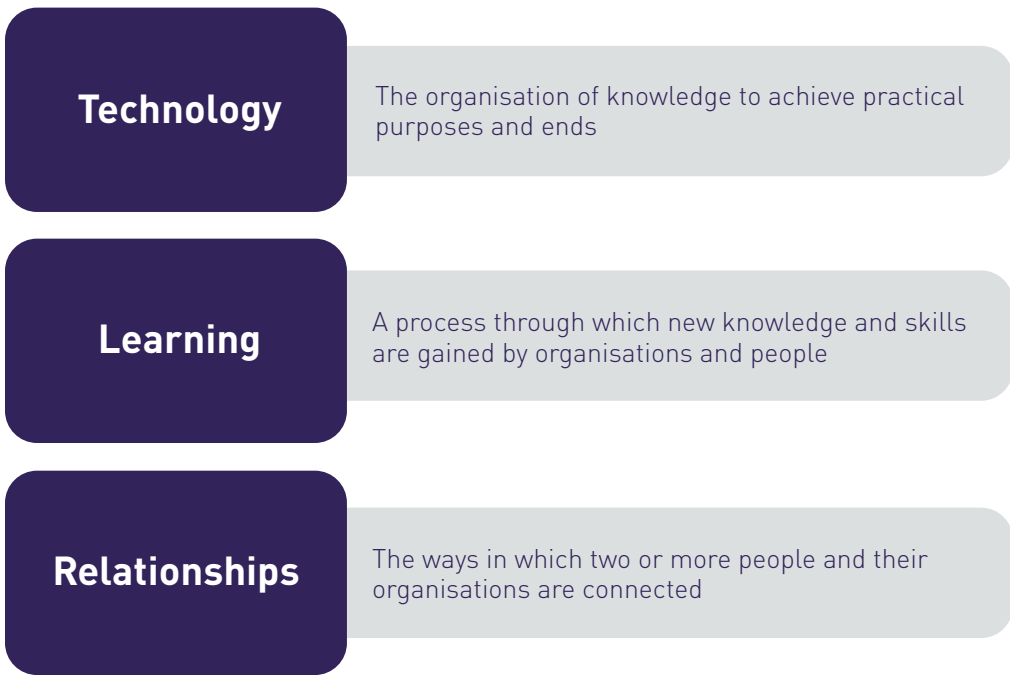 Technology
The organisation of knowledge to achieve practical
purposes and ends
Learning
A process through which new knowledge and skills
are gained by organisations and people
Relationships
The ways in which two or more people and their
organisations are connected